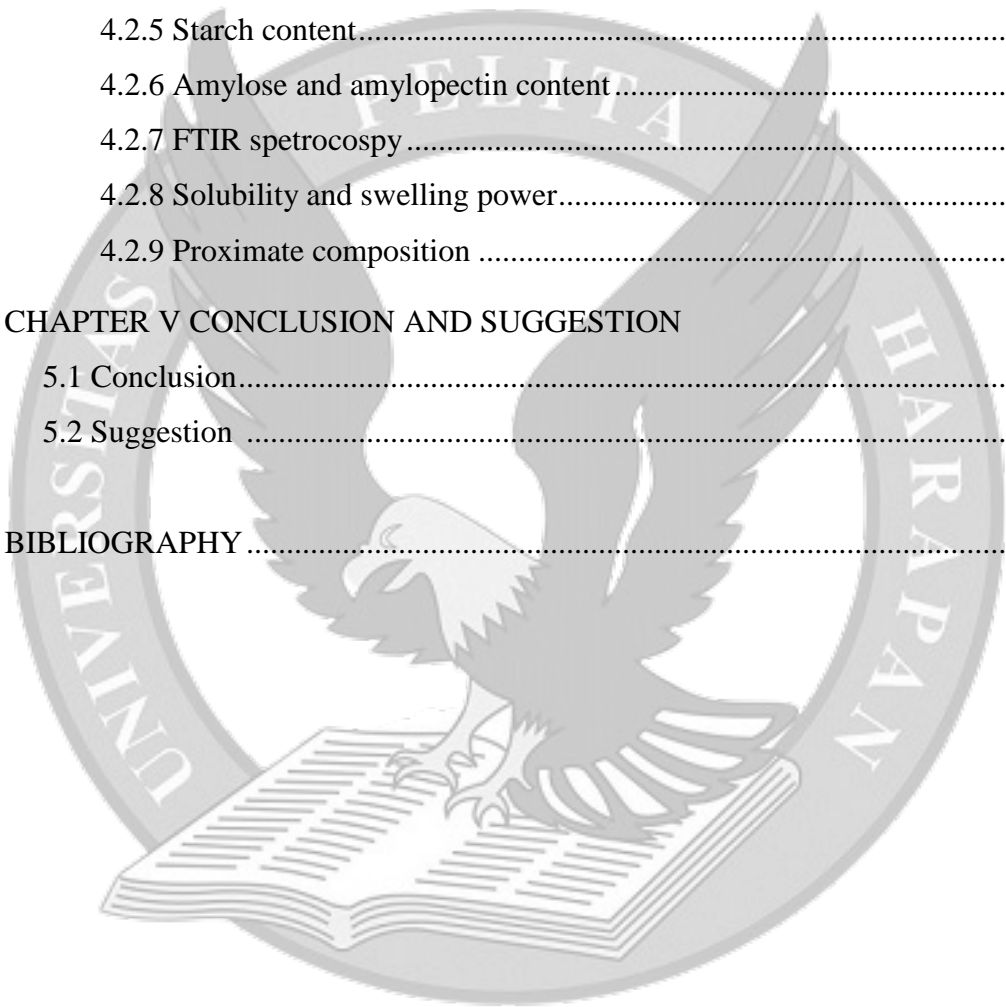 4.2.5 Starch content..........................................................................................
4.2.6 Amylose and amylopectin content ........................................................
4.2.7 FTIR spetrocospy ....................................................................................
4.2.8 Solubility and swelling power.................................................................
4.2.9 Proximate composition ..........................................................................
CHAPTER V CONCLUSION AND SUGGESTION
5.1 Conclusion......................................................................................................
5.2 Suggestion .....................................................................................................
BIBLIOGRAPHY .....................................................................................................
UNIVERSITAS PELITA HARAPAN